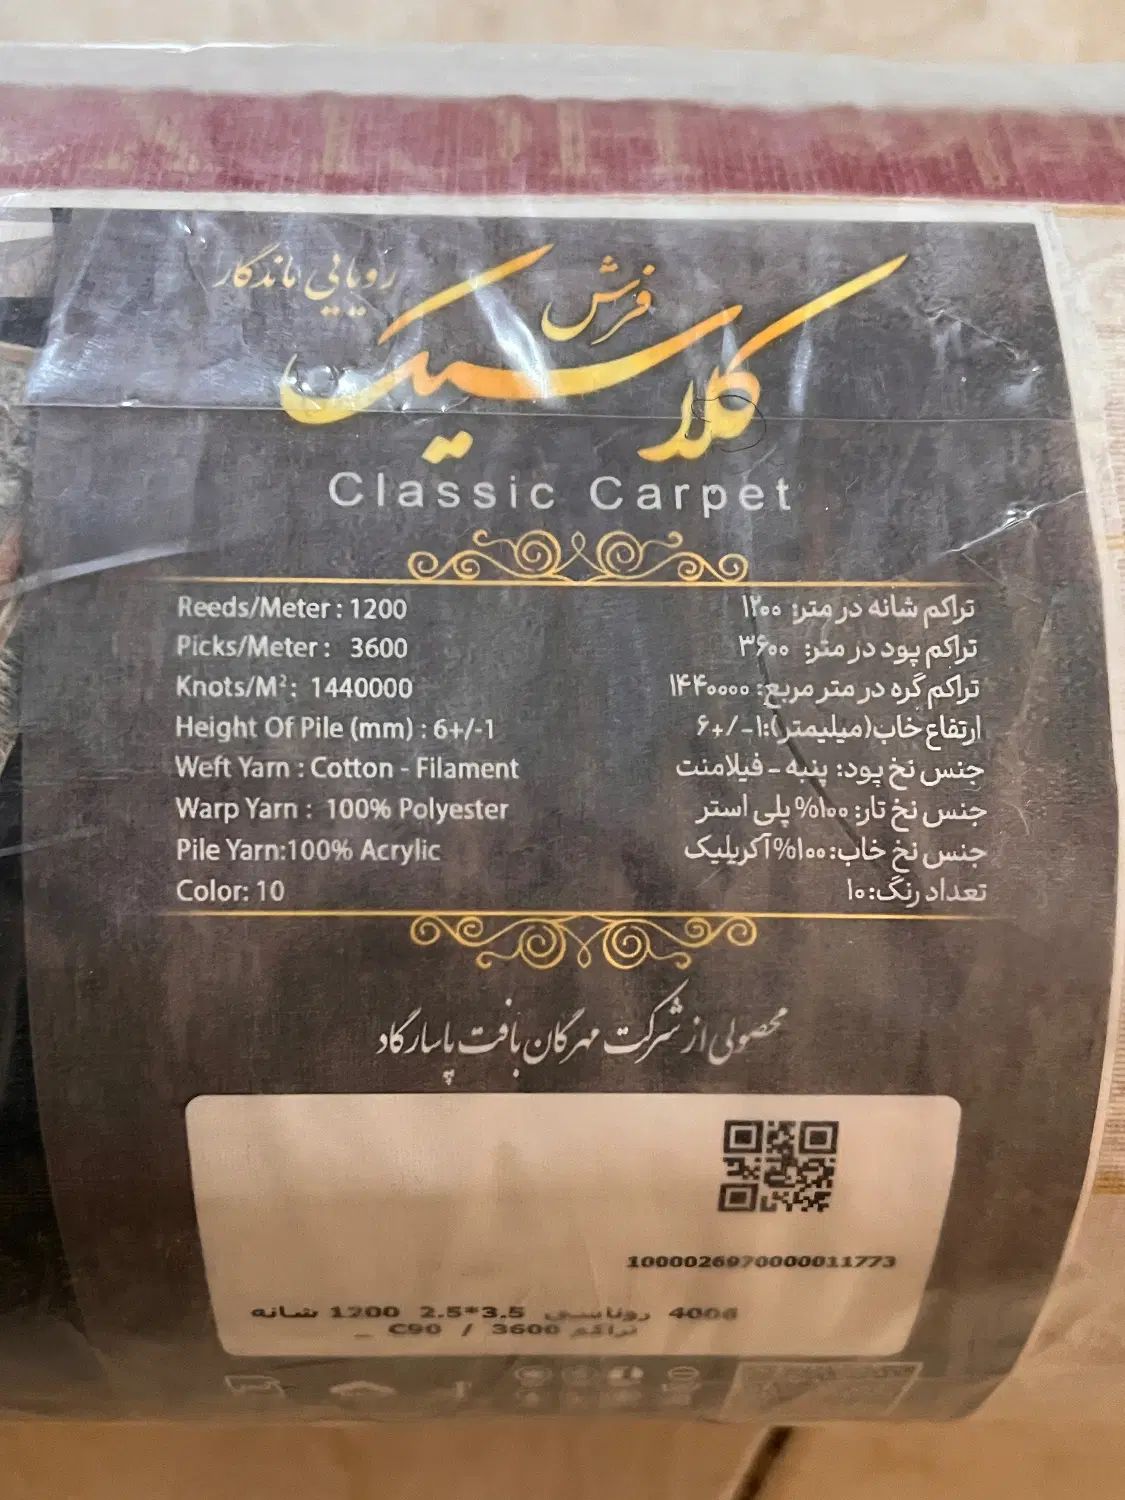 رویایی ماندگار
فرش
کلاسیک
Classic Carpet
Reeds/Meter : 1200
تراکم شانه در متر: ۱۲۰۰
Picks/Meter : 3600
تراکم پود در متر: ۳۶۰۰
Knots/M²: 1440000
تراکم گره در متر مربع: ۱۴۴۰۰۰۰
Height Of Pile (mm) : 6+/-1
ارتفاع خاب(میلیمتر):۱-/+۶
Weft Yarn : Cotton - Filament
جنس نخ پود: پنبه - فیلامنت
Warp Yarn : 100% Polyester
جنس نخ تار: ۱۰۰% پلی استر
Pile Yarn:100% Acrylic
جنس نخ خاب: ۱۰۰%آکریلیک
Color: 10
تعداد رنگ: ۱۰
محصولی از شرکت مهرگان بافت پاسارگاد
1000026970000011773
4006 روناسی 3.5*2.5 1200 شانه
تراکم 3600 / C90 _